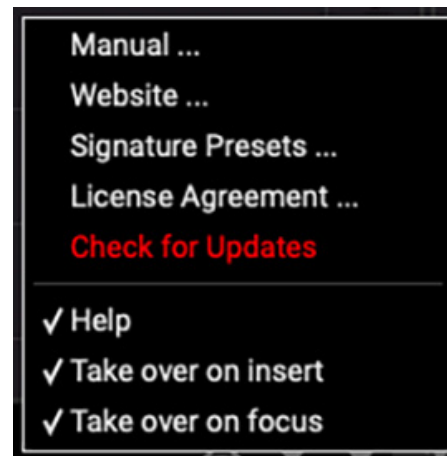 Manual ...
Website ...
Signature Presets ...
License Agreement ...
Check for Updates
✓ Help
✓ Take over on insert
✓ Take over on focus